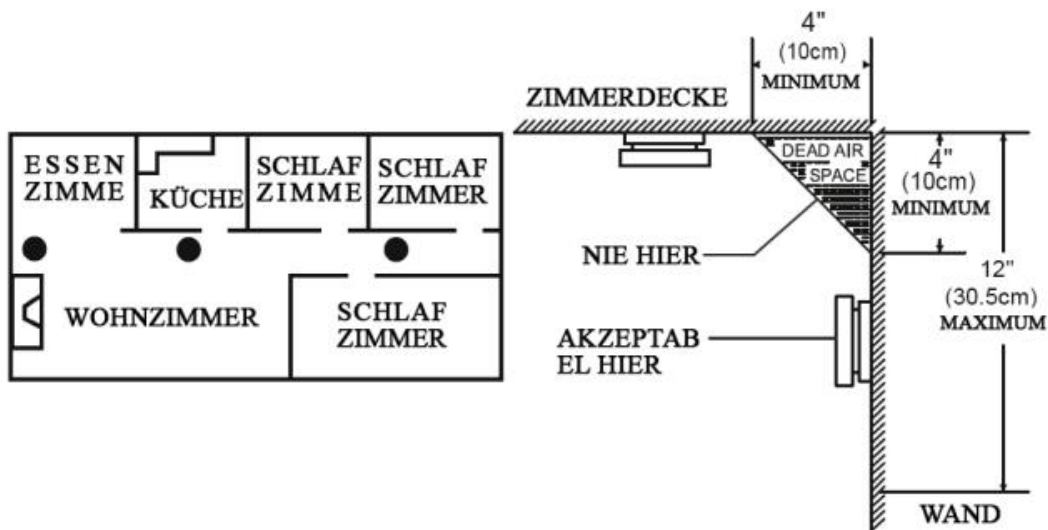 ESSEN
ZIMME
KÜCHE
SCHLAF
ZIMME
SCHLAF
ZIMMER
WOHNZIMMER
SCHLAF
ZIMMER
4"
(10cm)
MINIMUM
ZIMMERDECKE
DEAD AIR
SPACE
4"
(10cm)
MINIMUM
NIE HIER
12"
(30.5cm)
MAXIMUM
AKZEPTAB
EL HIER
WAND